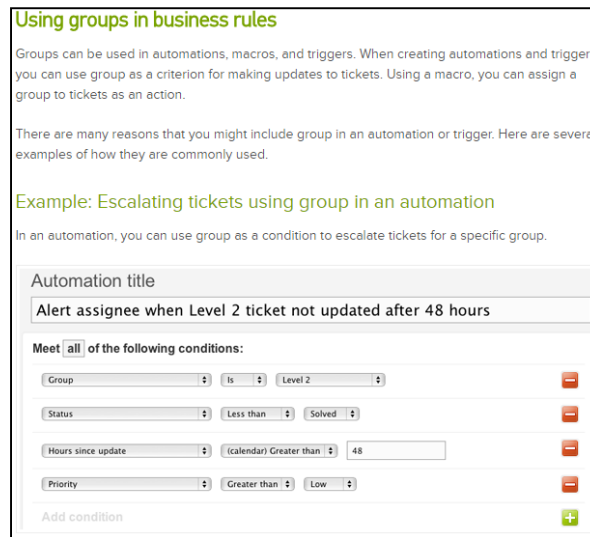 Using groups in business rules
Groups can be used in automations, macros, and triggers. When creating automations and trigger
you can use group as a criterion for making updates to tickets. Using a macro, you can assign a
group to tickets as an action.
There are many reasons that you might include group in an automation or trigger. Here are severa
examples of how they are commonly used.
Example: Escalating tickets using group in an automation
In an automation, you can use group as a condition to escalate tickets for a specific group.
Automation title
Alert assignee when Level 2 ticket not updated after 48 hours
Meet all of the following conditions:
Group Is Level 2
Status Less than Solved
Hours since update (calendar) Greater than 48
Priority Greater than Low
Add condition